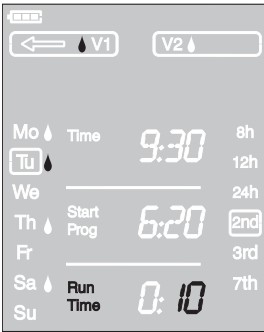 V1 V2
Mo Time 9:30 8h
Tu 12h
We 24h
Th Start Prog 6:20 2nd
Fr 3rd
Sa Run Time 0:10 7th
Su